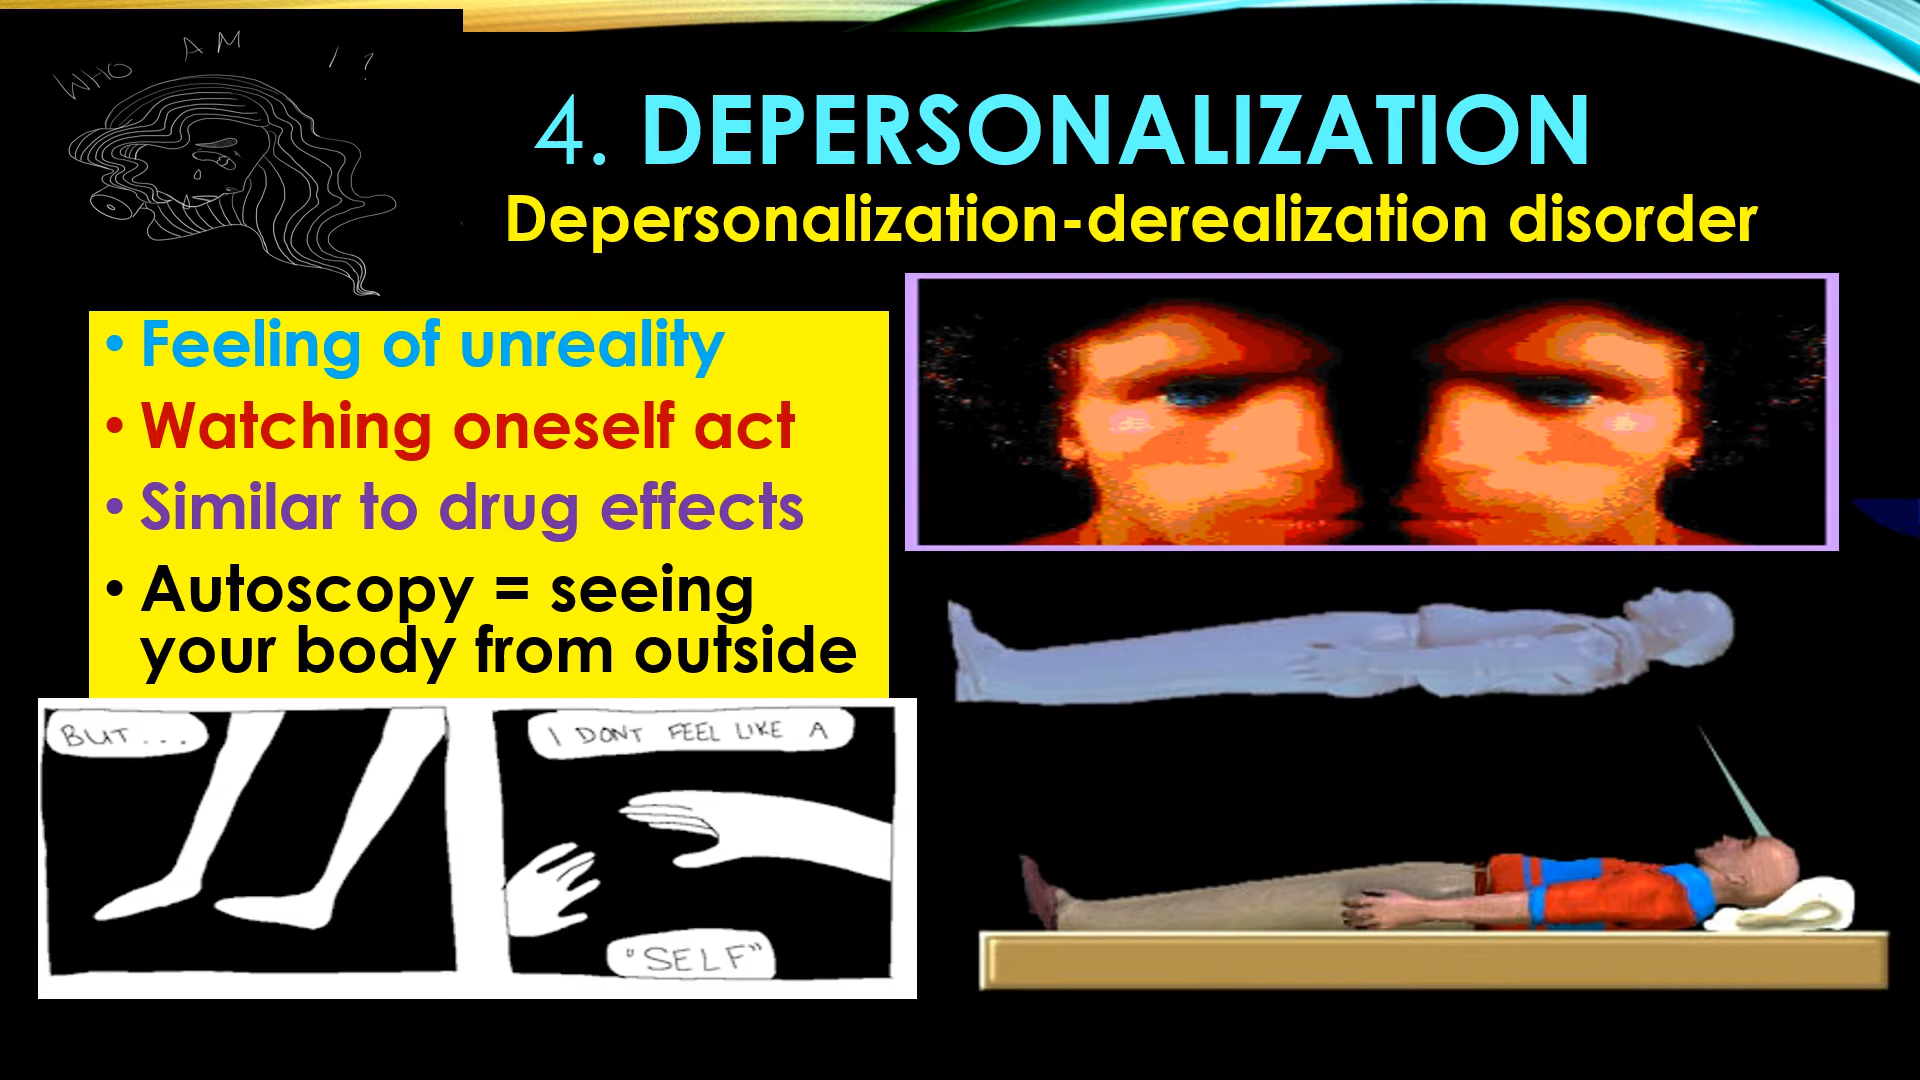 WHO AM I?
4. DEPERSONALIZATION
Depersonalization-derealization disorder
• Feeling of unreality
• Watching oneself act
• Similar to drug effects
• Autoscopy = seeing
your body from outside
BUT...
I DONT FEEL LIKE A
"SELF"